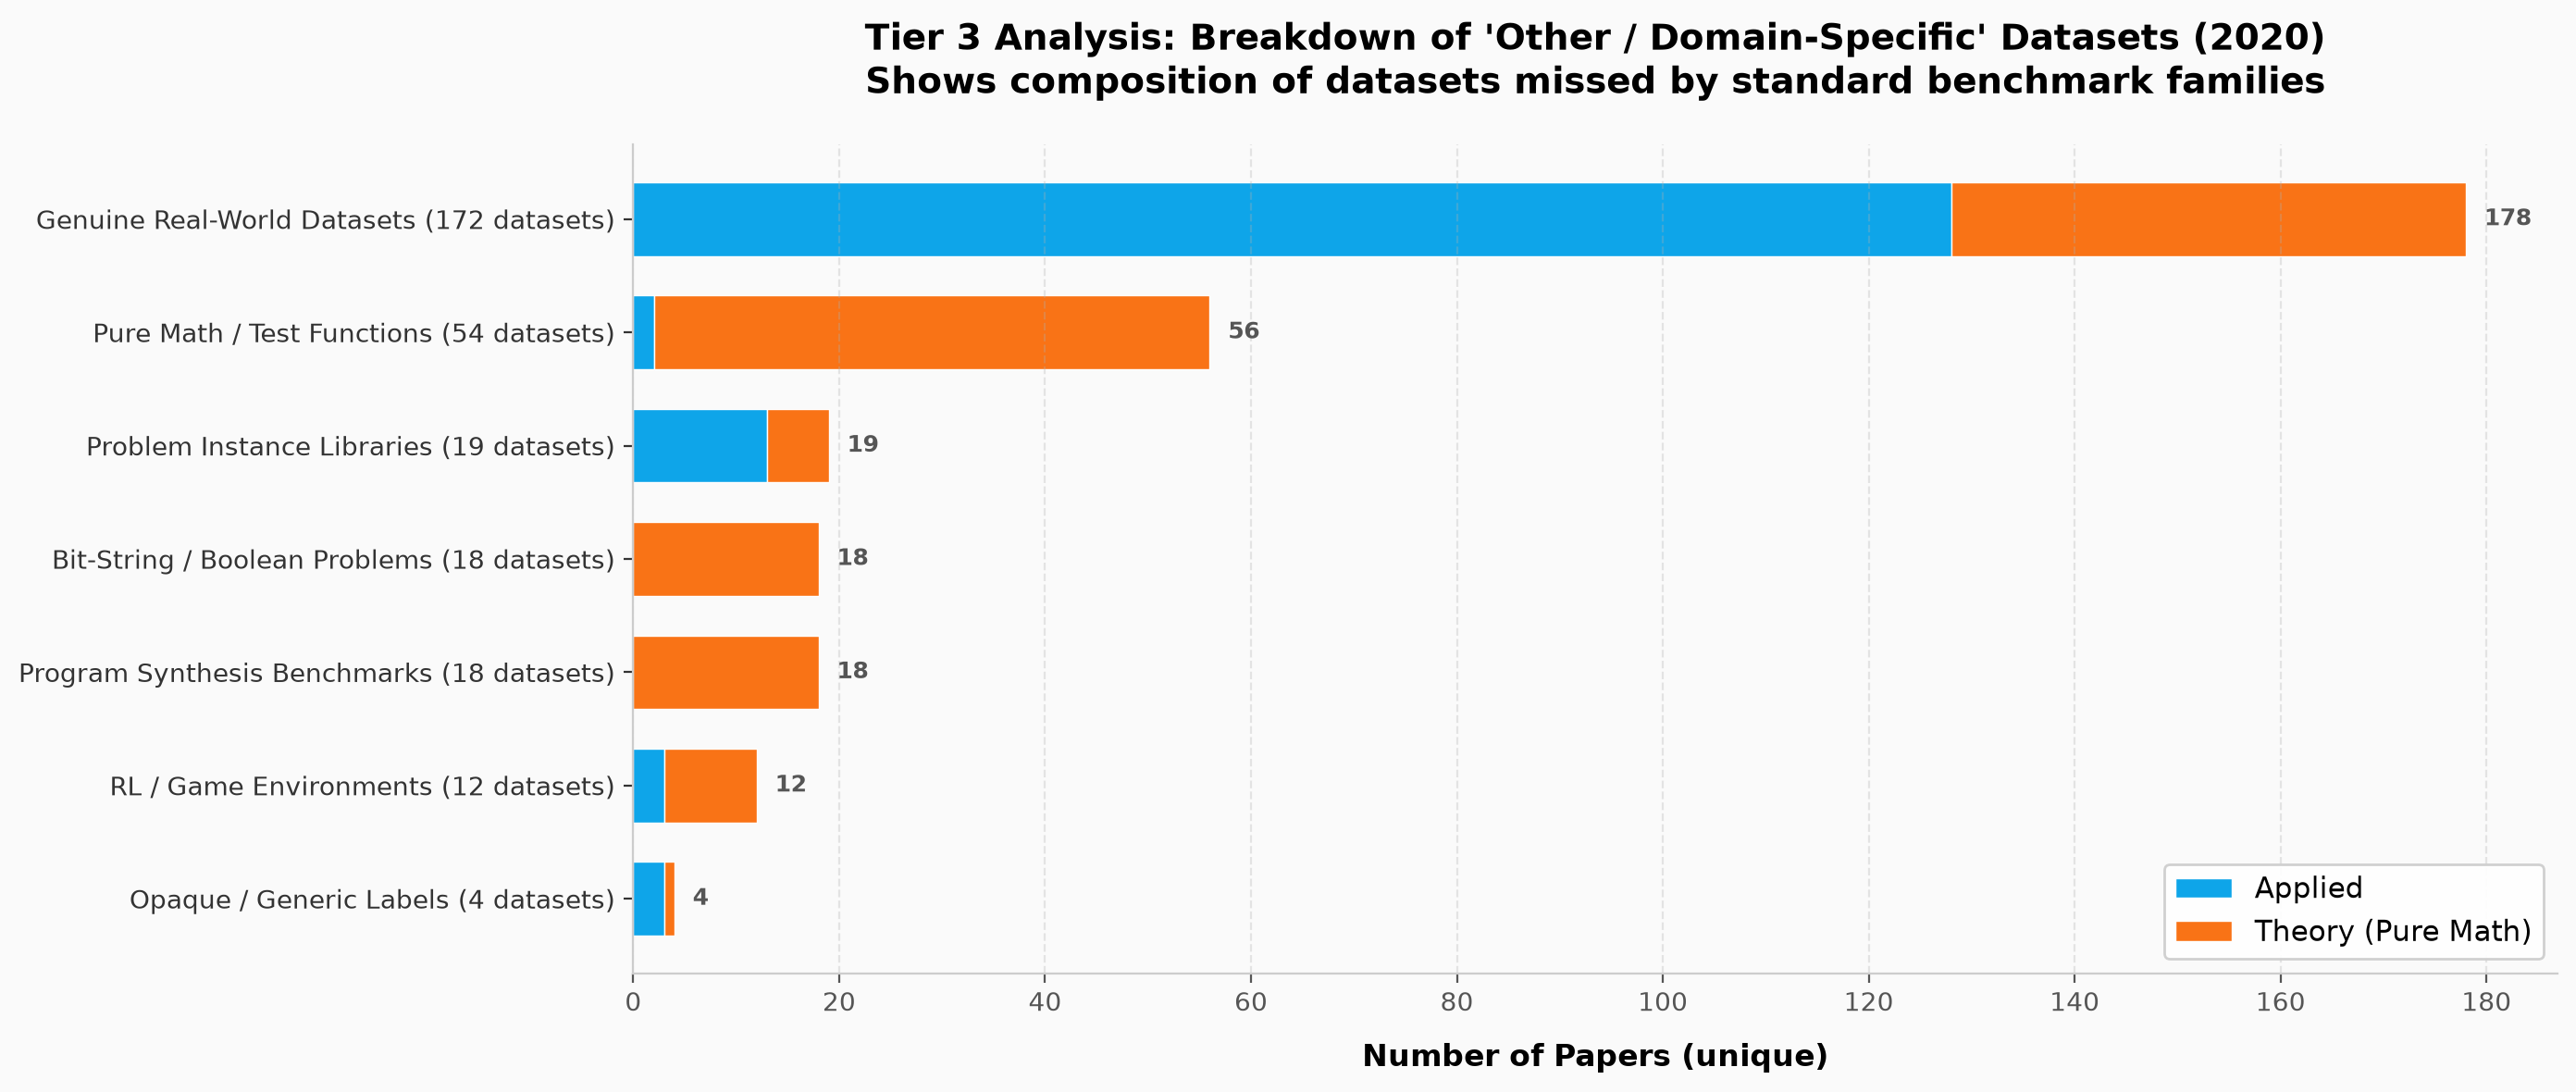 Tier 3 Analysis: Breakdown of 'Other / Domain-Specific' Datasets (2020)
Shows composition of datasets missed by standard benchmark families
Genuine Real-World Datasets (172 datasets)
178
Pure Math / Test Functions (54 datasets)
56
Problem Instance Libraries (19 datasets)
19
Bit-String / Boolean Problems (18 datasets)
18
Program Synthesis Benchmarks (18 datasets)
18
RL / Game Environments (12 datasets)
12
Opaque / Generic Labels (4 datasets)
4
Applied
Theory (Pure Math)
0 20 40 60 80 100 120 140 160 180
Number of Papers (unique)